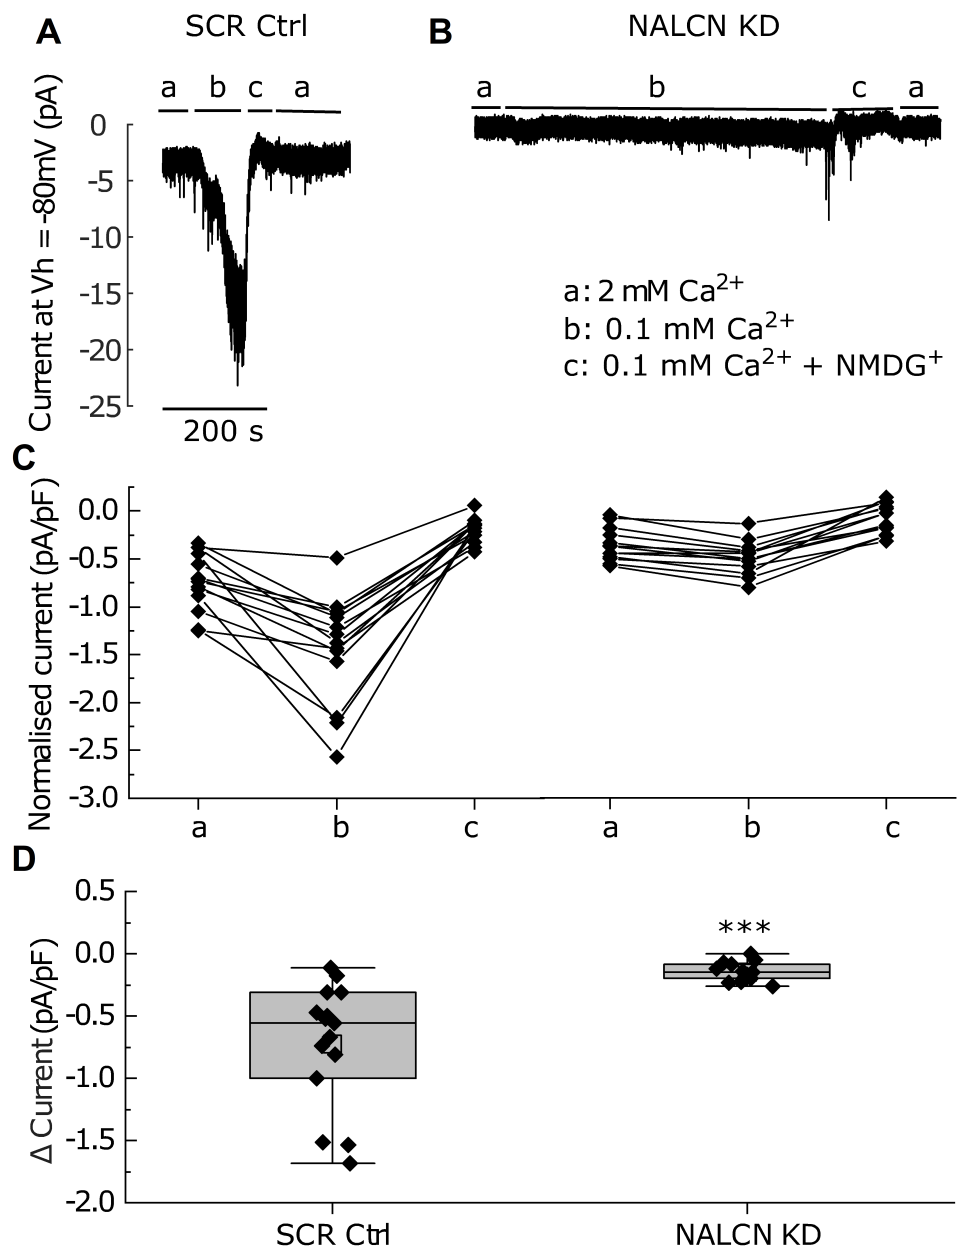 A
SCR Ctrl
B
NALCN KD
a b c a
a b c a
Current at Vh = -80mV (pA)
0
-5
-10
-15
-20
-25
200 s
a: 2 mM Ca2+
b: 0.1 mM Ca2+
c: 0.1 mM Ca2+ + NMDG+
C
Normalised current (pA/pF)
0.0
-0.5
-1.0
-1.5
-2.0
-2.5
-3.0
a b c a b c
D
Δ Current (pA/pF)
0.5
0.0
-0.5
-1.0
-1.5
-2.0
***
SCR Ctrl NALCN KD